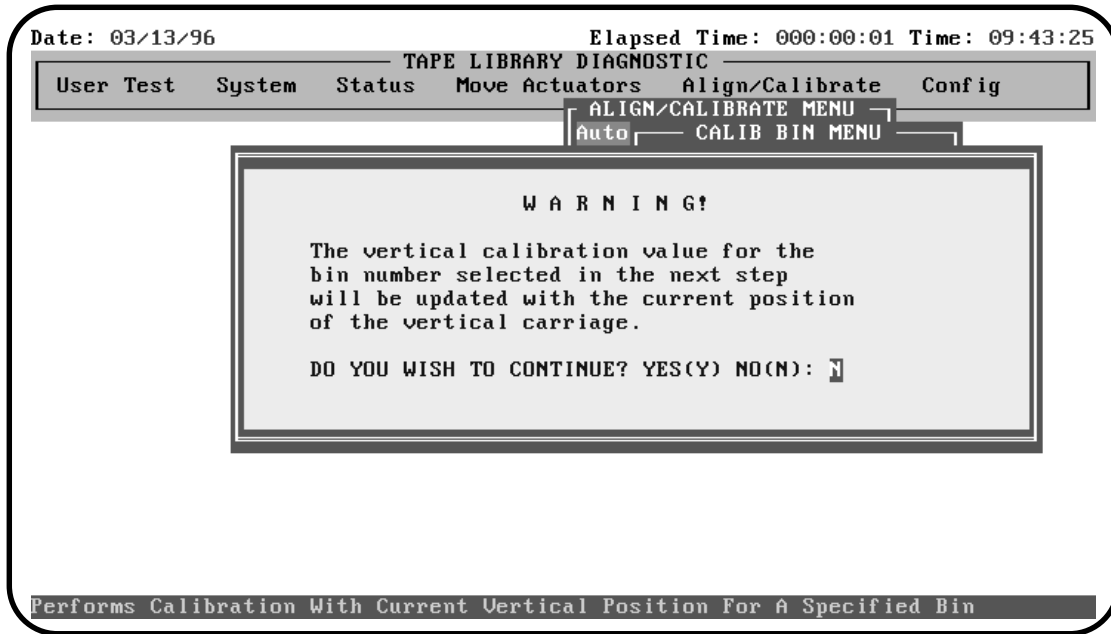 Date: 03/13/96 Elapsed Time: 000:00:01 Time: 09:43:25
TAPE LIBRARY DIAGNOSTIC
User Test System Status Move Actuators Align/Calibrate Config
ALIGN/CALIBRATE MENU
Auto CALIB BIN MENU
W A R N I N G!
The vertical calibration value for the
bin number selected in the next step
will be updated with the current position
of the vertical carriage.
DO YOU WISH TO CONTINUE? YES(Y) NO(N): N
Performs Calibration With Current Vertical Position For A Specified Bin